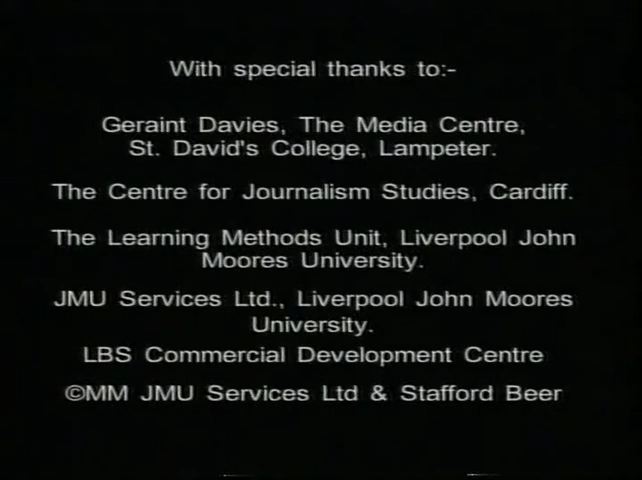 With special thanks to:-
Geraint Davies, The Media Centre,
St. David's College, Lampeter.
The Centre for Journalism Studies, Cardiff.
The Learning Methods Unit, Liverpool John
Moores University.
JMU Services Ltd., Liverpool John Moores
University.
LBS Commercial Development Centre
©MM JMU Services Ltd & Stafford Beer